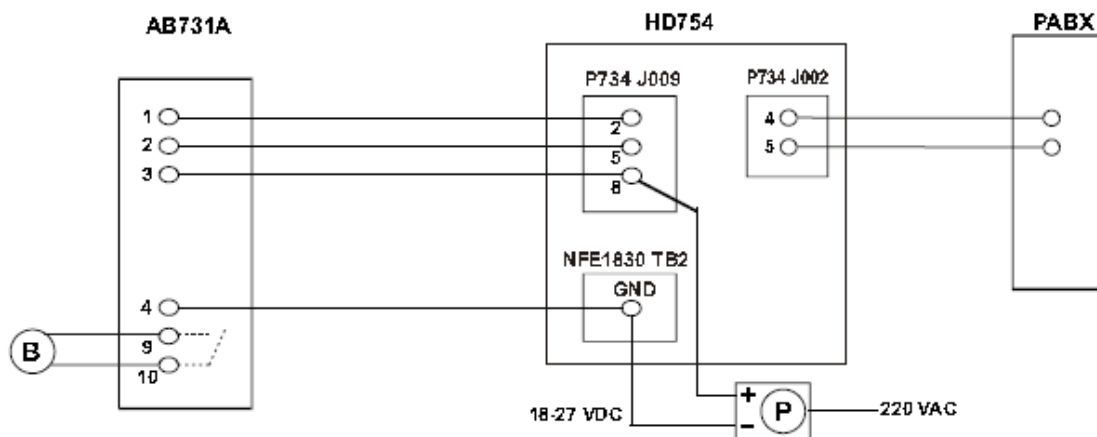 AB731A
HD754
PABX
P734 J009
P734 J002
1
2
3
2
5
8
4
5
NFE1830 TB2
GND
4
9
10
B
18-27 VDC
+
−
P
220 VAC